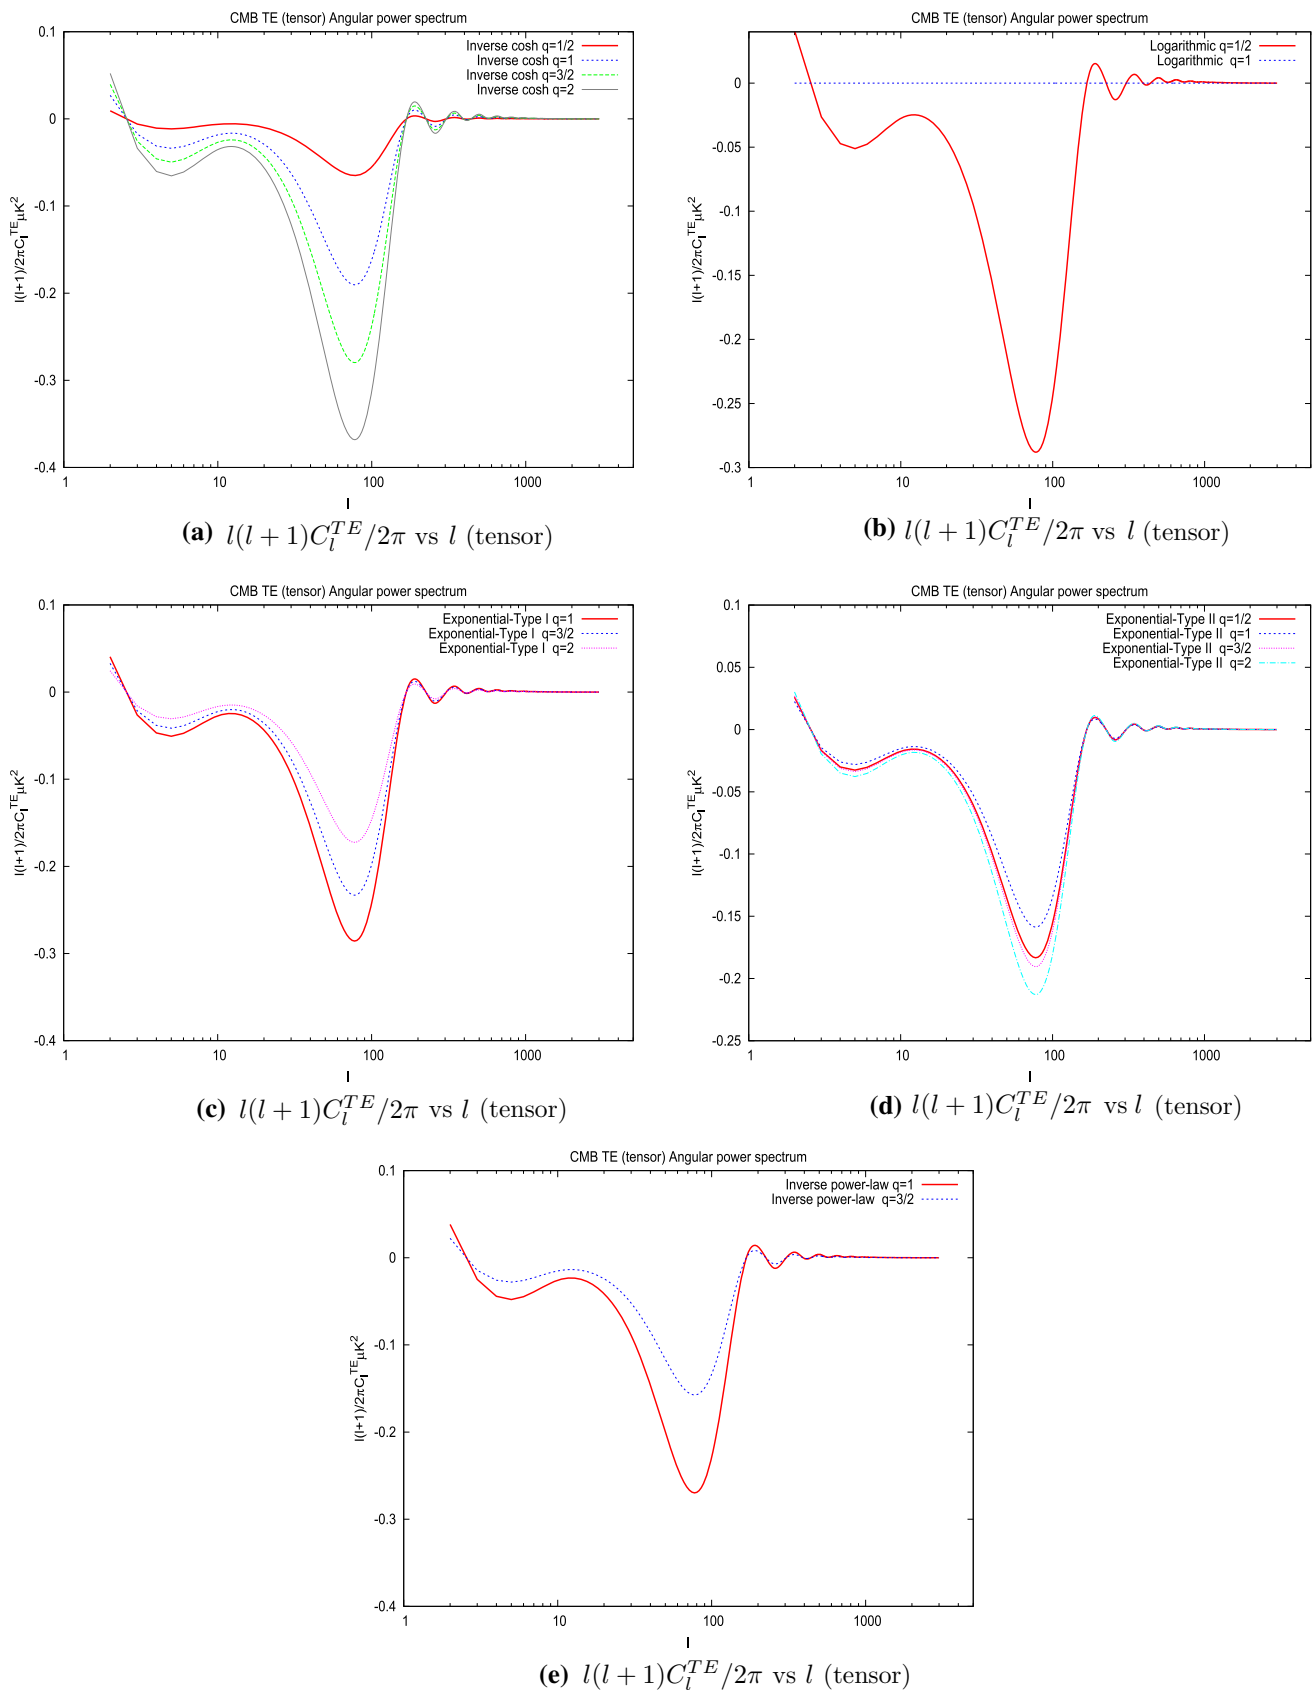 CMB TE (tensor) Angular power spectrum
0.1
0
-0.1
-0.2
-0.3
-0.4
1
10
100
1000
l(l+1)/2πC_l^TE μK²
l
Inverse cosh q=1/2
Inverse cosh q=1
Inverse cosh q=3/2
Inverse cosh q=2
(a) l(l + 1)C_l^{TE}/2π vs l (tensor)
CMB TE (tensor) Angular power spectrum
0
-0.05
-0.1
-0.15
-0.2
-0.25
-0.3
1
10
100
1000
l(l+1)/2πC_l^TE μK²
l
Logarithmic q=1/2
Logarithmic q=1
(b) l(l + 1)C_l^{TE}/2π vs l (tensor)
CMB TE (tensor) Angular power spectrum
0.1
0
-0.1
-0.2
-0.3
-0.4
1
10
100
1000
l(l+1)/2πC_l^TE μK²
l
Exponential-Type I q=1
Exponential-Type I q=3/2
Exponential-Type I q=2
(c) l(l + 1)C_l^{TE}/2π vs l (tensor)
CMB TE (tensor) Angular power spectrum
0.1
0.05
0
-0.05
-0.1
-0.15
-0.2
-0.25
1
10
100
1000
l(l+1)/2πC_l^TE μK²
l
Exponential-Type II q=1/2
Exponential-Type II q=1
Exponential-Type II q=3/2
Exponential-Type II q=2
(d) l(l + 1)C_l^{TE}/2π vs l (tensor)
CMB TE (tensor) Angular power spectrum
0.1
0
-0.1
-0.2
-0.3
-0.4
1
10
100
1000
l(l+1)/2πC_l^TE μK²
l
Inverse power-law q=1
Inverse power-law q=3/2
(e) l(l + 1)C_l^{TE}/2π vs l (tensor)